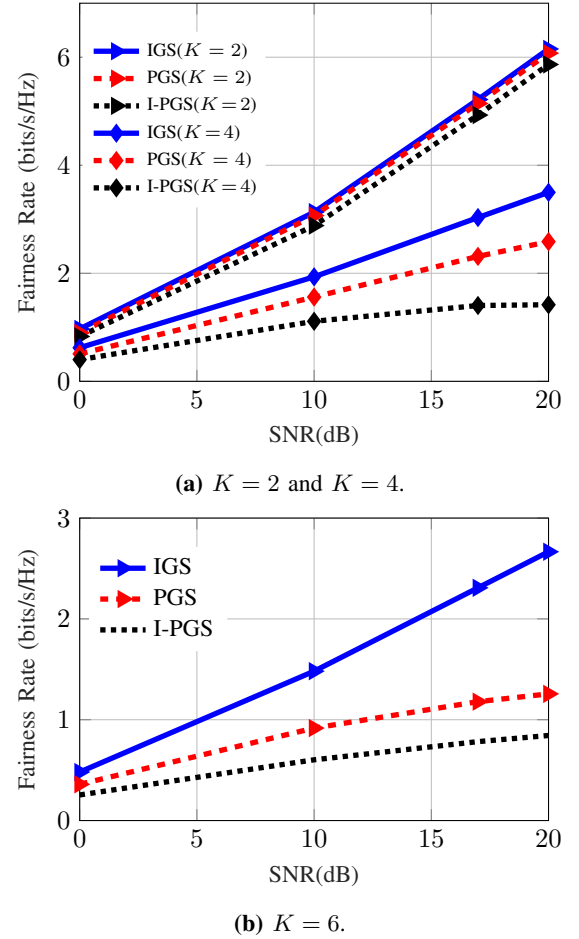 6
4
2
0
Fairness Rate (bits/s/Hz)
IGS(K = 2)
PGS(K = 2)
I-PGS(K=2)
IGS(K=4)
PGS(K = 4)
I-PGS(K=4)
0 5 10 15 20
SNR(dB)
(a) K = 2 and K = 4.
3
2
1
0
Fairness Rate (bits/s/Hz)
IGS
PGS
I-PGS
0 5 10 15 20
SNR(dB)
(b) K = 6.